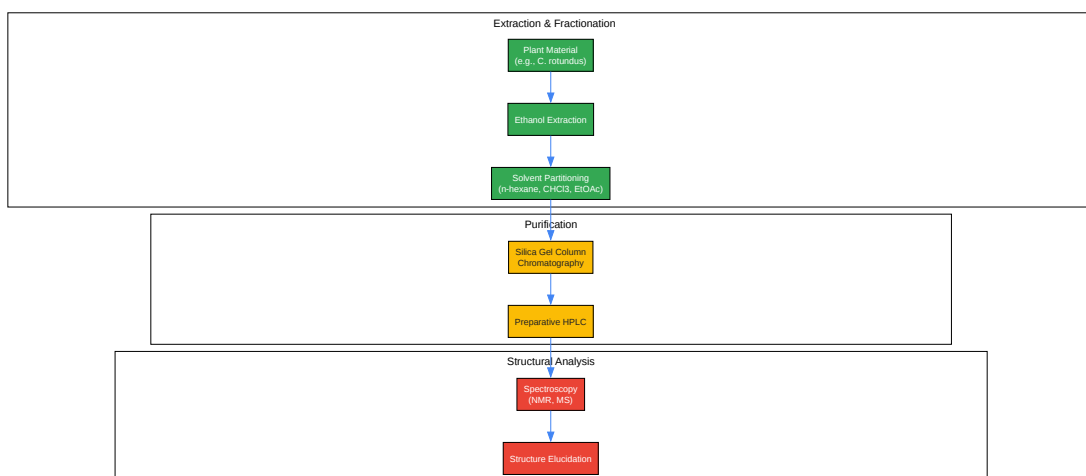 Extraction & Fractionation
Plant Material
(e.g., C. rotundus)
Ethanol Extraction
Solvent Partitioning
(n-hexane, CHCl3, EtOAc)
Purification
Silica Gel Column
Chromatography
Preparative HPLC
Structural Analysis
Spectroscopy
(NMR, MS)
Structure Elucidation